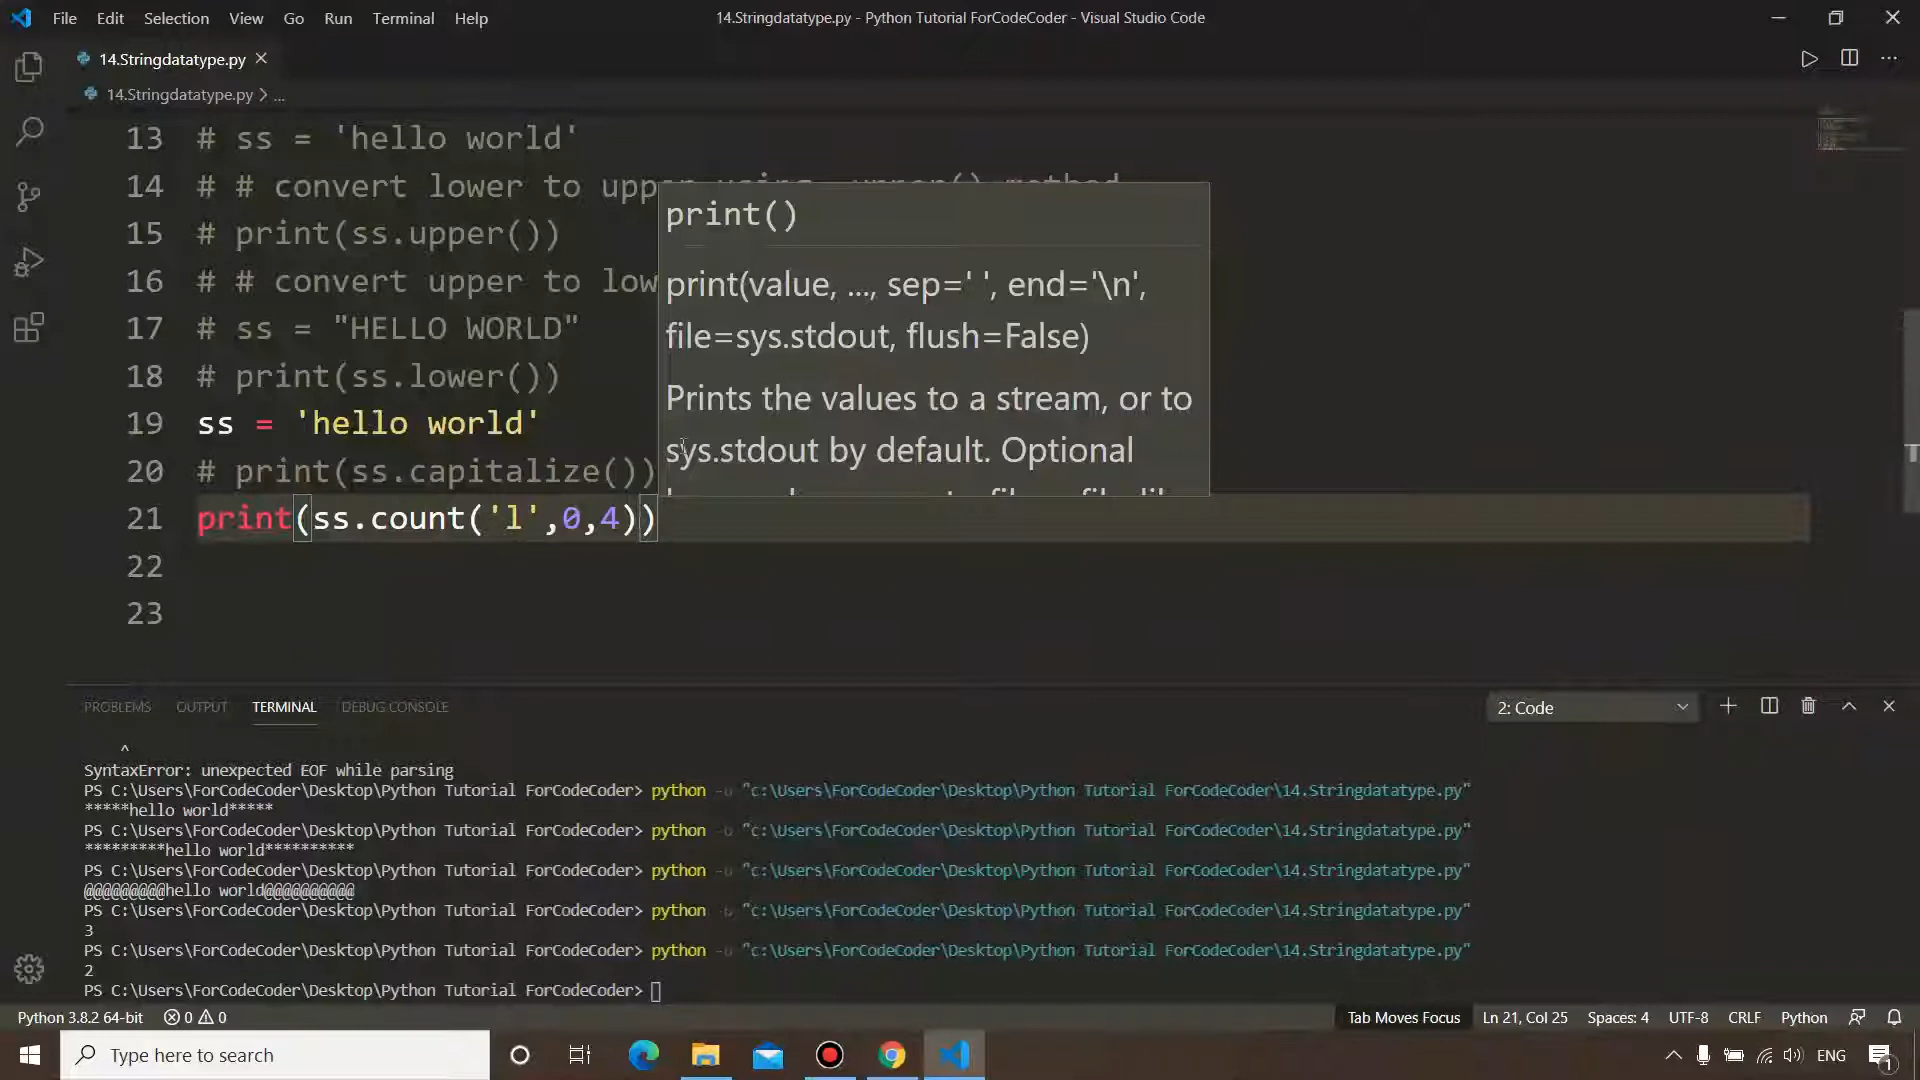 File Edit Selection View Go Run Terminal Help
14.Stringdatatype.py - Python Tutorial ForCodeCoder - Visual Studio Code
14.Stringdatatype.py
14.Stringdatatype.py > ...
13 # ss = 'hello world'
14 # # convert lower to upper using upper() method
15 # print(ss.upper())
16 # # convert upper to low
17 # ss = "HELLO WORLD"
18 # print(ss.lower())
19 ss = 'hello world'
20 # print(ss.capitalize())
21 print(ss.count('l',0,4))
22
23
print()
print(value, ..., sep=' ', end='\n',
file=sys.stdout, flush=False)
Prints the values to a stream, or to
sys.stdout by default. Optional
PROBLEMS OUTPUT TERMINAL DEBUG CONSOLE
2: Code
^
SyntaxError: unexpected EOF while parsing
PS C:\Users\ForCodeCoder\Desktop\Python Tutorial ForCodeCoder> python -u "c:\Users\ForCodeCoder\Desktop\Python Tutorial ForCodeCoder\14.Stringdatatype.py"
*****hello world*****
PS C:\Users\ForCodeCoder\Desktop\Python Tutorial ForCodeCoder> python -u "c:\Users\ForCodeCoder\Desktop\Python Tutorial ForCodeCoder\14.Stringdatatype.py"
*********hello world**********
PS C:\Users\ForCodeCoder\Desktop\Python Tutorial ForCodeCoder> python -u "c:\Users\ForCodeCoder\Desktop\Python Tutorial ForCodeCoder\14.Stringdatatype.py"
@@@@@@@@@hello world@@@@@@@@@@
PS C:\Users\ForCodeCoder\Desktop\Python Tutorial ForCodeCoder> python -u "c:\Users\ForCodeCoder\Desktop\Python Tutorial ForCodeCoder\14.Stringdatatype.py"
3
PS C:\Users\ForCodeCoder\Desktop\Python Tutorial ForCodeCoder> python -u "c:\Users\ForCodeCoder\Desktop\Python Tutorial ForCodeCoder\14.Stringdatatype.py"
2
PS C:\Users\ForCodeCoder\Desktop\Python Tutorial ForCodeCoder>
Python 3.8.2 64-bit 0 0
Tab Moves Focus Ln 21, Col 25 Spaces: 4 UTF-8 CRLF Python
Type here to search
ENG
1